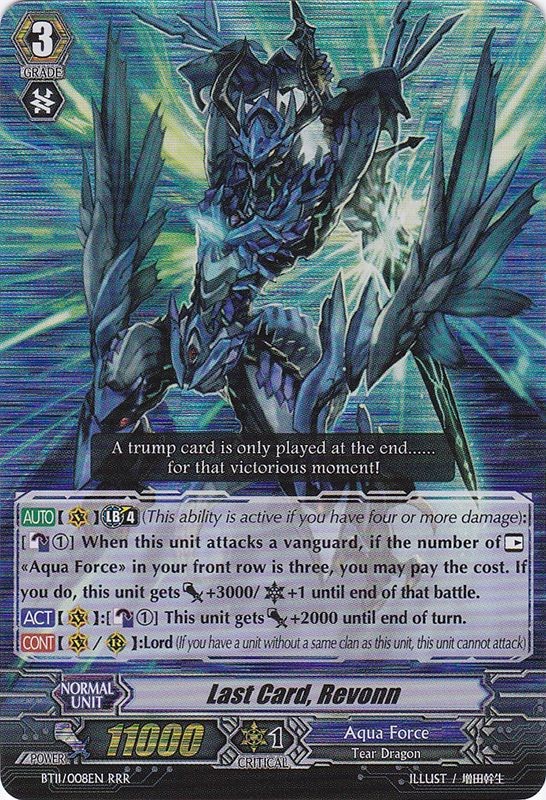 3
GRADE
A trump card is only played at the end......
for that victorious moment!
AUTO【 】LB4 (This ability is active if you have four or more damage):
[ ①] When this unit attacks a vanguard, if the number of
«Aqua Force» in your front row is three, you may pay the cost. If
you do, this unit gets +3000/ +1 until end of that battle.
ACT【 】:[ ①] This unit gets +2000 until end of turn.
CONT【 / 】:Lord (If you have a unit without a same clan as this unit, this unit cannot attack)
NORMAL
UNIT
Last Card, Revonn
POWER
11000
1
CRITICAL
Aqua Force
Tear Dragon
BT11/008EN RRR
ILLUST / 増田幹生